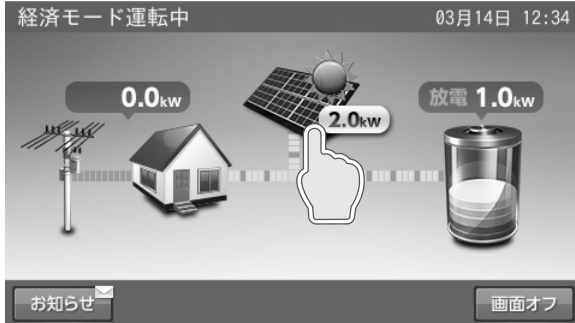 経済モード運転中
03月14日 12:34
0.0kW
2.0kW
放電 1.0kW
お知らせ
画面オフ